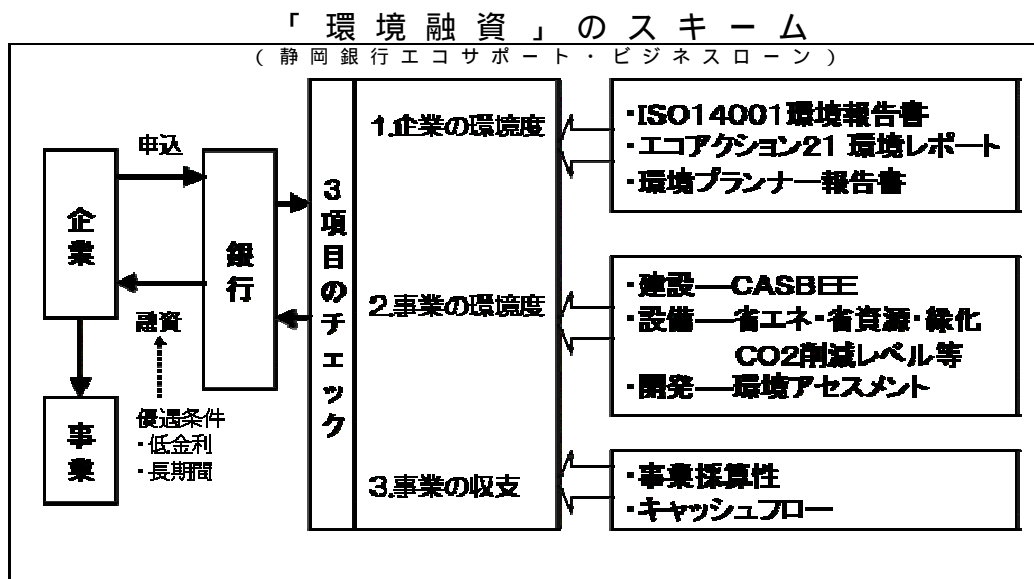 「環境融資」のスキーム
(静岡銀行エコサポート・ビジネスローン)
企業
申込
銀行
融資
優遇条件
・低金利
・長期間
事業
3項目のチェック
1.企業の環境度
・ISO14001環境報告書
・エコアクション21 環境レポート
・環境プランナー報告書
2.事業の環境度
・建設―CASBEE
・設備―省エネ・省資源・緑化
CO2削減レベル等
・開発―環境アセスメント
3.事業の収支
・事業採算性
・キャッシュフロー